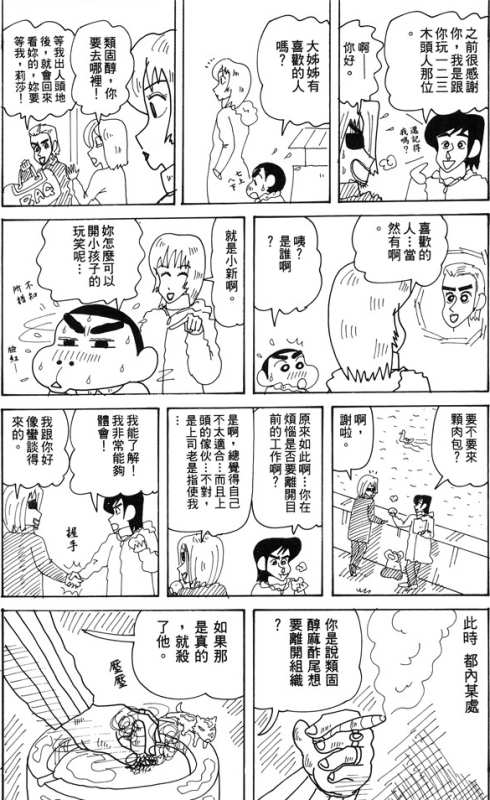 之前很感謝
你，我是跟
你玩一二三
木頭人那位
啊──
你好。
還記得
我嗎？
大姊姊有
喜歡的人
嗎？
七上
八下
類固醇，你
要去哪裡！
等我出人頭地
後，就會回來
看妳的，妳要
等我，莉莎！
BAG
喜歡的
人…當
然有啊
。
咦？
是誰啊
？
就是小新啊。
妳怎麼可以
開小孩子的
玩笑呢…
不知
所措
臉紅
要不要來
顆肉包？
啊，
謝啦。
原來如此啊…你在
煩惱是否要離開目
前的工作啊？
是啊，總覺得自己
不太適合…而且上
頭的傢伙…不對，
是上司老是指使我
…
我能了解！
我非常能夠
體會！
我跟你好
像蠻談得
來的。
握手
此時 都內某處
你是說類固
醇麻酢尾想
要離開組織
？
如果那
是真的
，就殺
了他。
壓壓